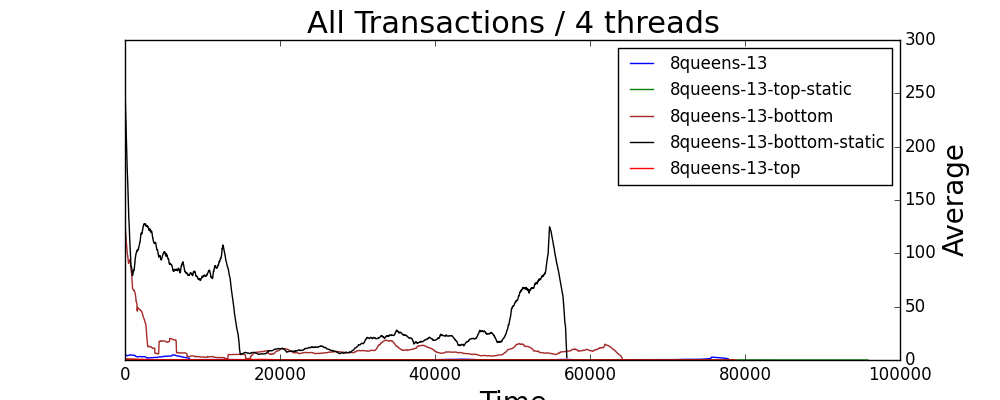 All Transactions / 4 threads
300
250
200
150
100
50
0
Average
8queens-13
8queens-13-top-static
8queens-13-bottom
8queens-13-bottom-static
8queens-13-top
0 20000 40000 60000 80000 100000
Time